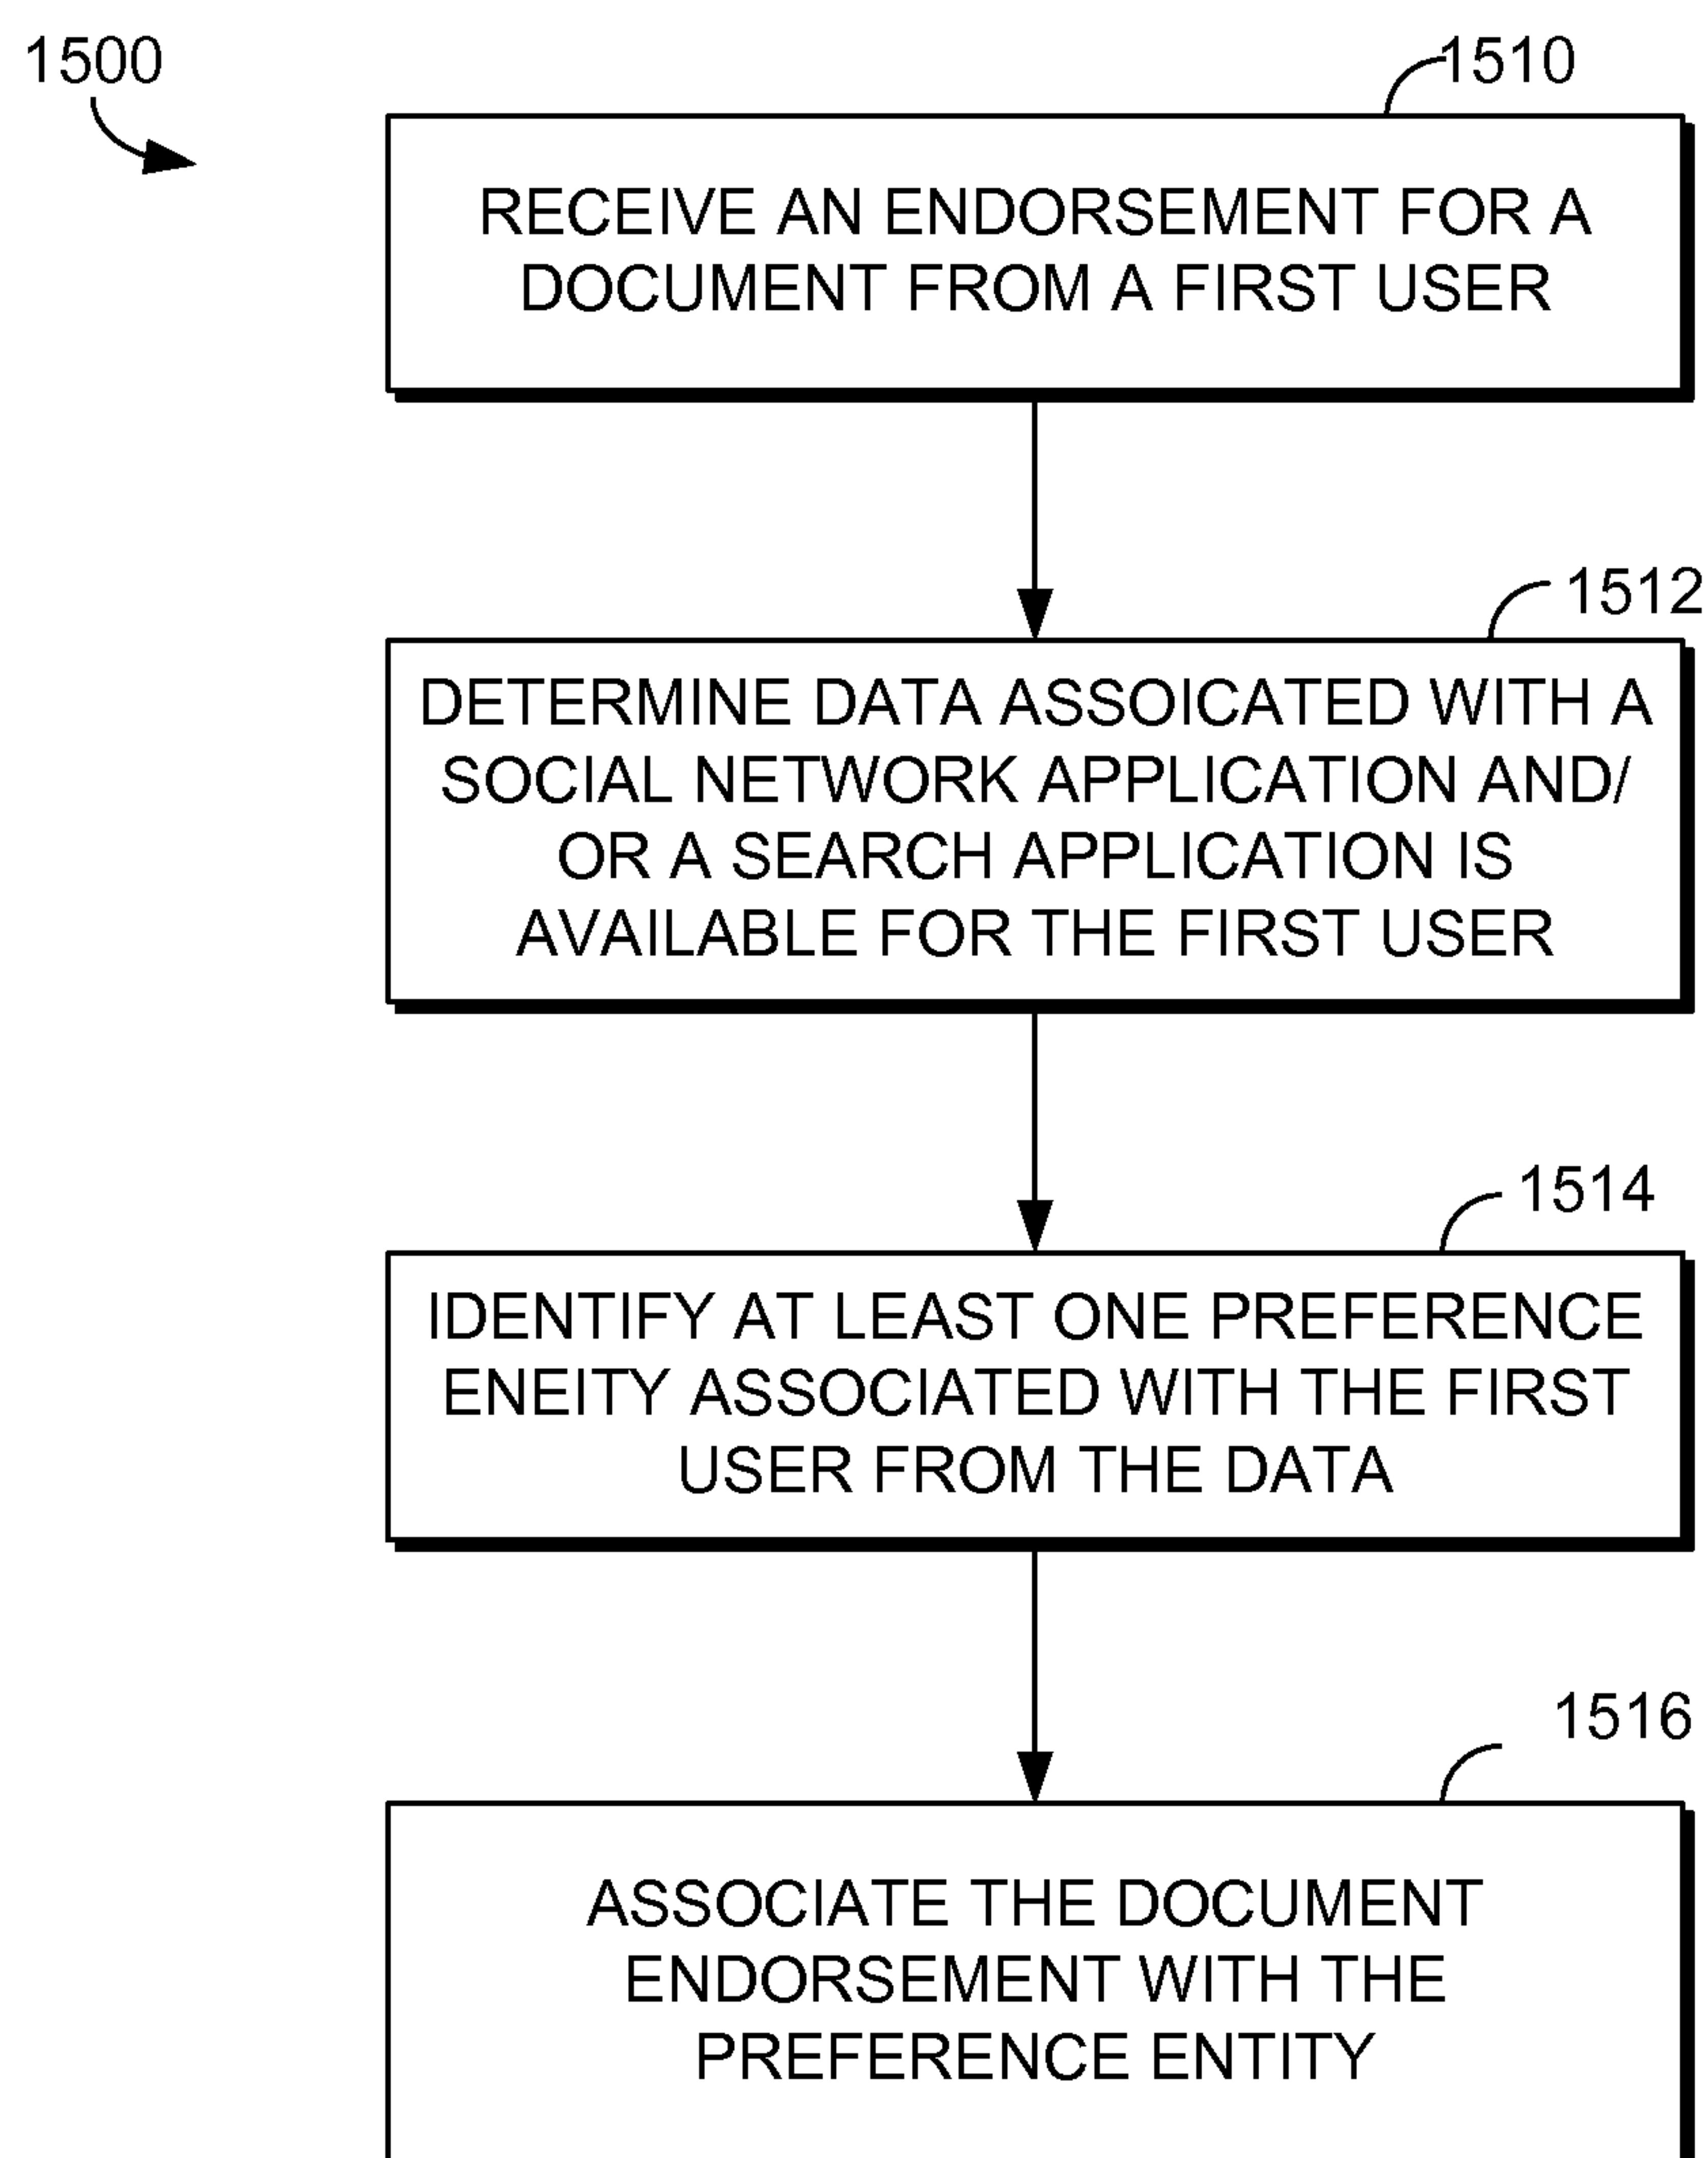 1500
1510
RECEIVE AN ENDORSEMENT FOR A
DOCUMENT FROM A FIRST USER
1512
DETERMINE DATA ASSOICATED WITH A
SOCIAL NETWORK APPLICATION AND/
OR A SEARCH APPLICATION IS
AVAILABLE FOR THE FIRST USER
1514
IDENTIFY AT LEAST ONE PREFERENCE
ENEITY ASSOCIATED WITH THE FIRST
USER FROM THE DATA
1516
ASSOCIATE THE DOCUMENT
ENDORSEMENT WITH THE
PREFERENCE ENTITY